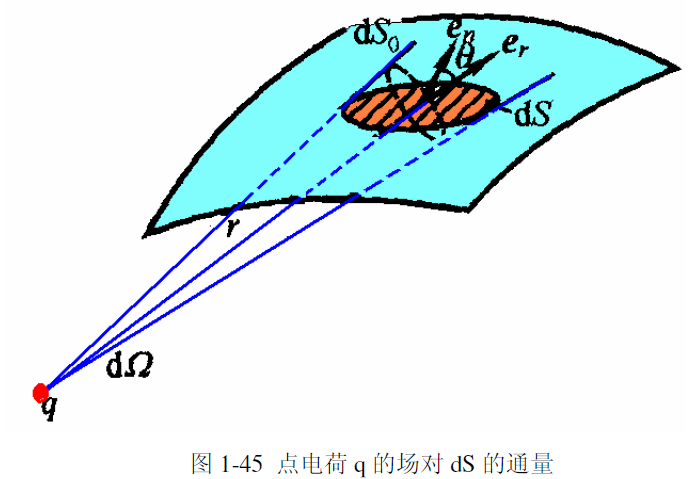 dS₀
eₙ
θ
eᵣ
dS
r
dΩ
q
图 1-45 点电荷 q 的场对 dS 的通量